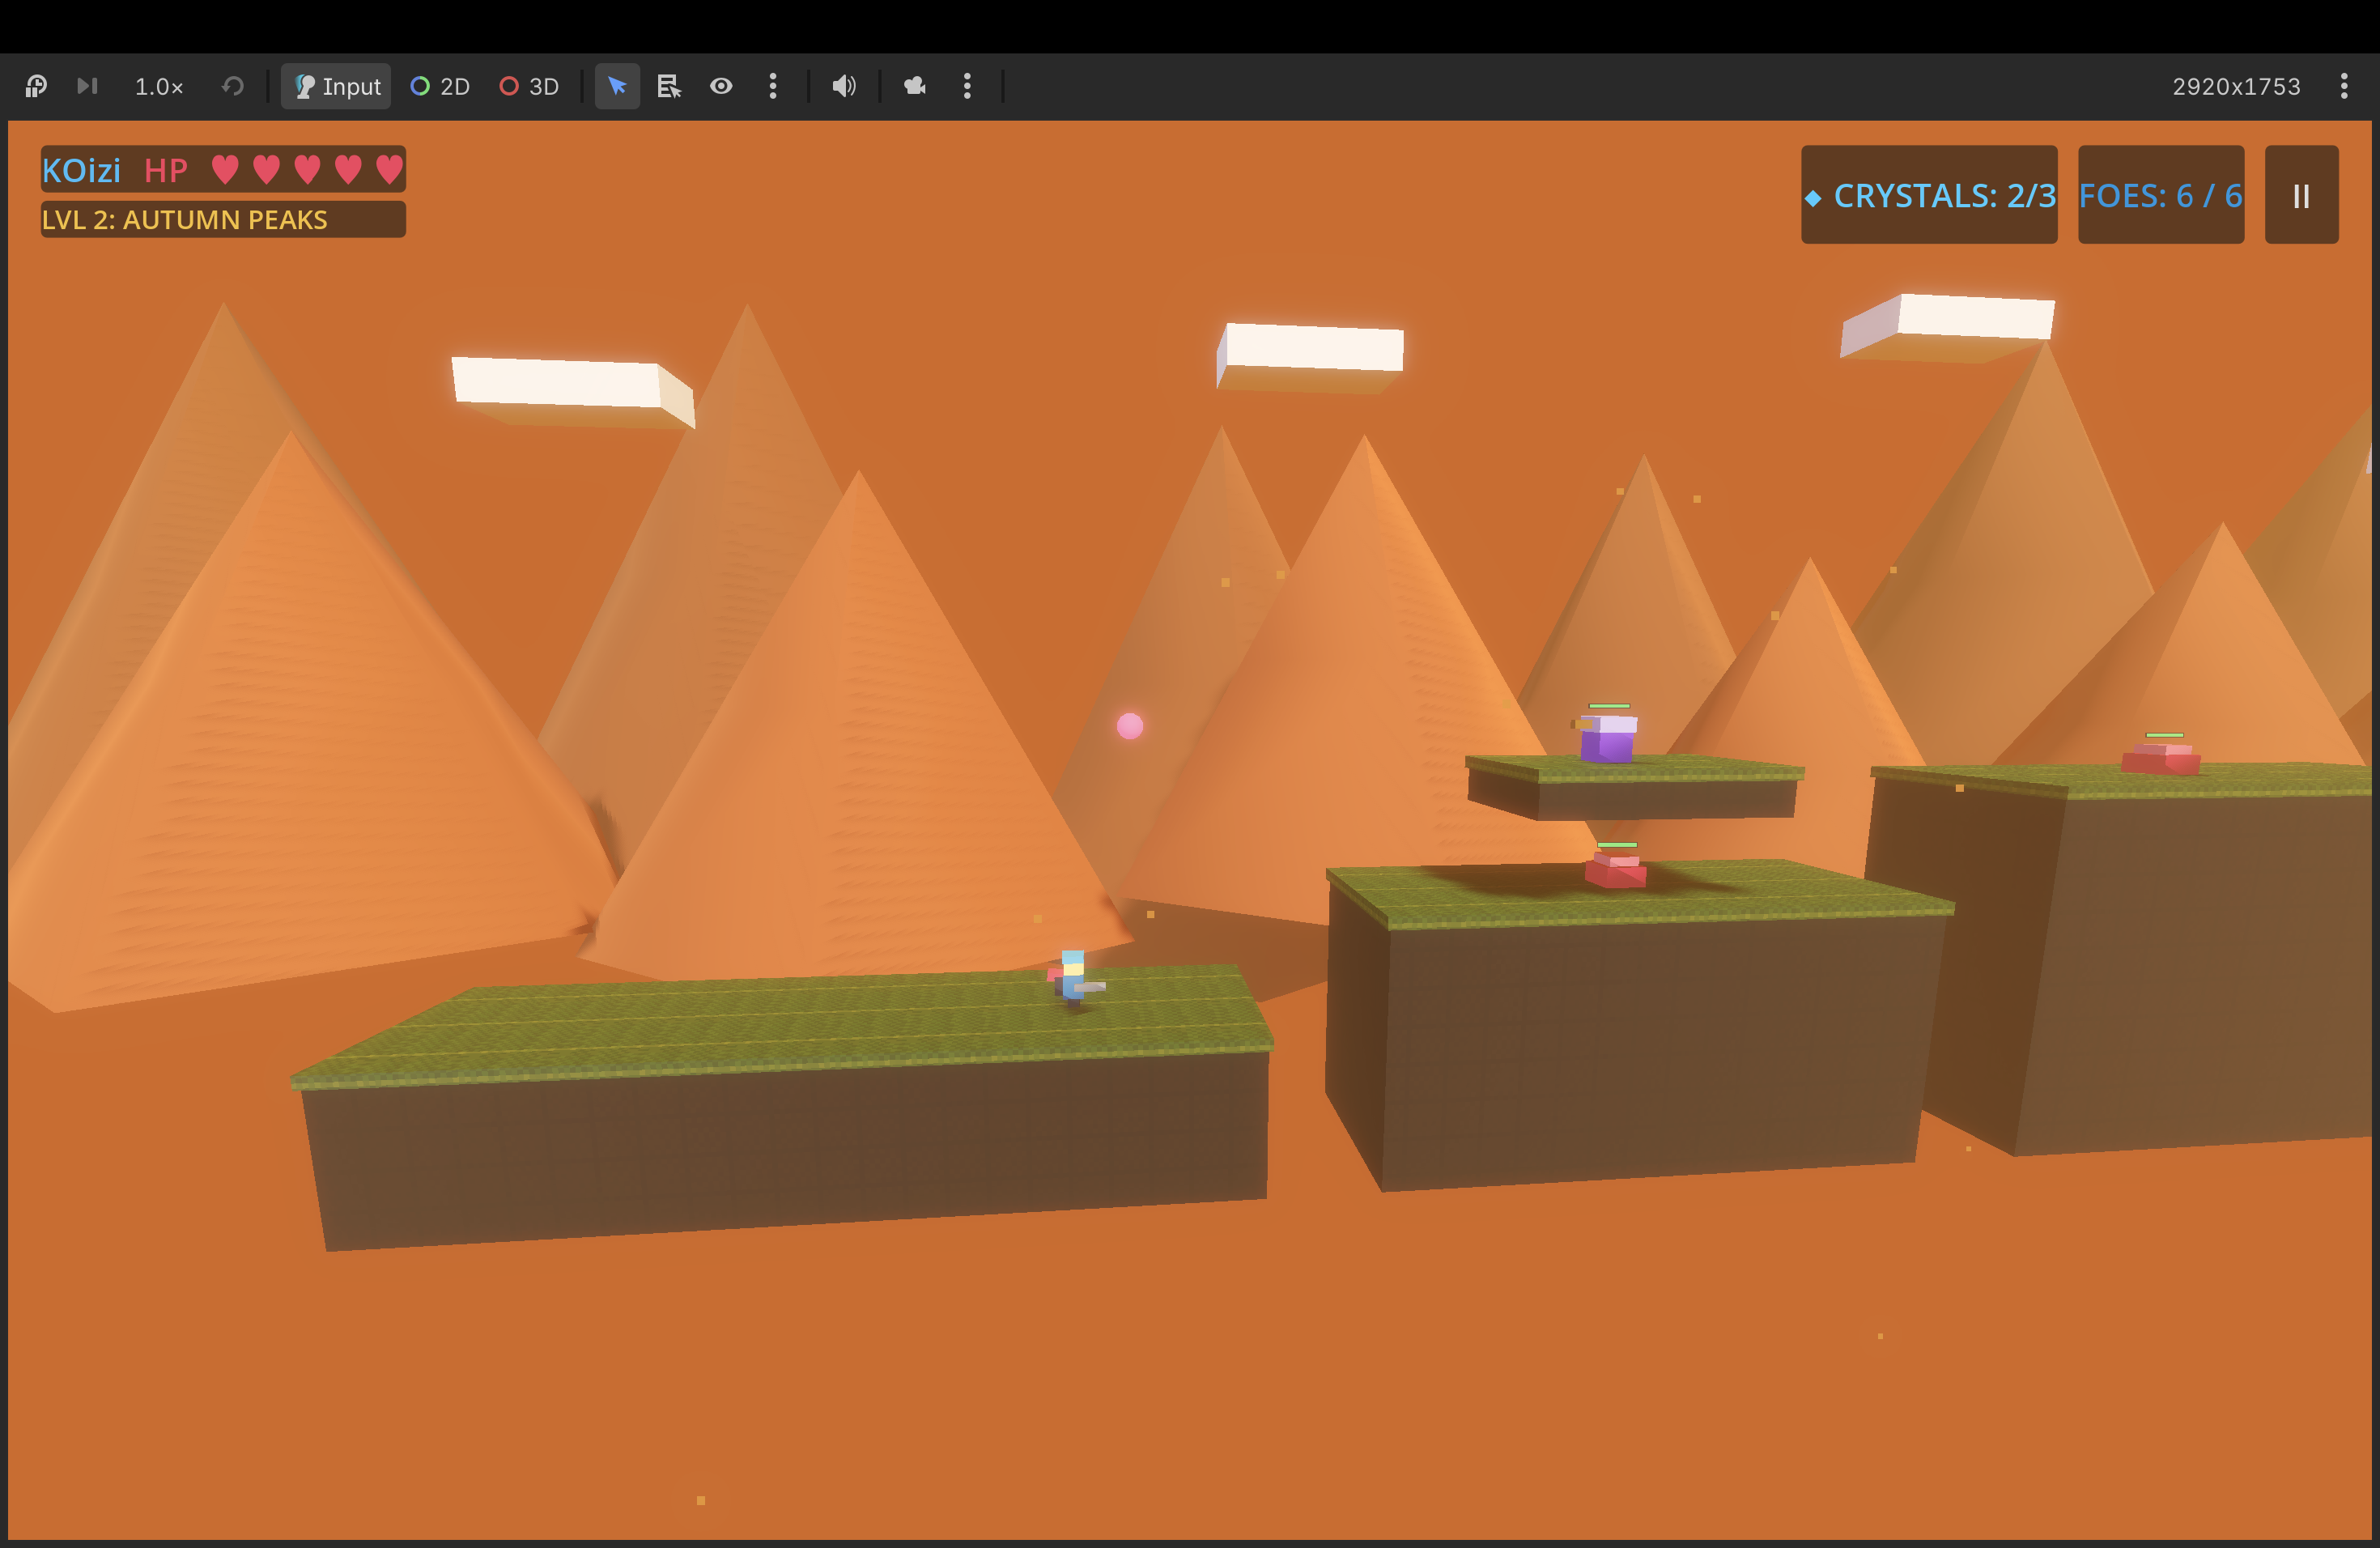 1.0×
Input
2D
3D
2920x1753
KOizi HP ♥ ♥ ♥ ♥ ♥
LVL 2: AUTUMN PEAKS
◆ CRYSTALS: 2/3
FOES: 6 / 6